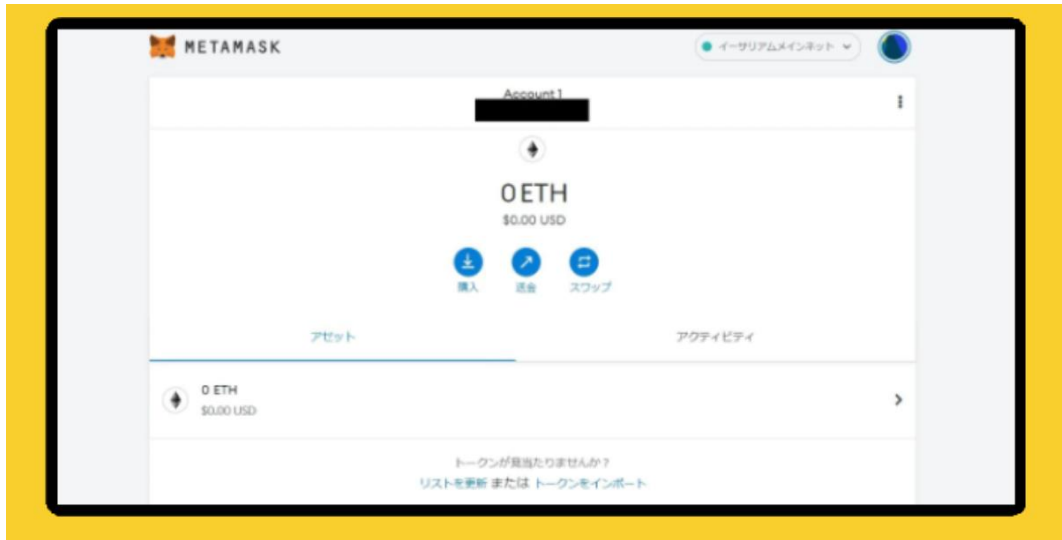 METAMASK
イーサリアムメインネット
Account 1
0 ETH
$0.00 USD
購入
送金
スワップ
アセット
アクティビティ
0 ETH
$0.00 USD
トークンが見当たりませんか?
リストを更新 または トークンをインポート